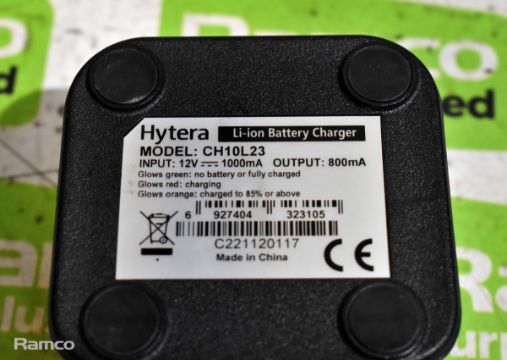 Ramco
Hytera Li-ion Battery Charger
MODEL: CH10L23
INPUT: 12V ⎓ 1000mA OUTPUT: 800mA
Glows green: no battery or fully charged
Glows red: charging
Glows orange: charged to 85% or above
6 927404 323105
C221120117
Made in China
CE
Ramco